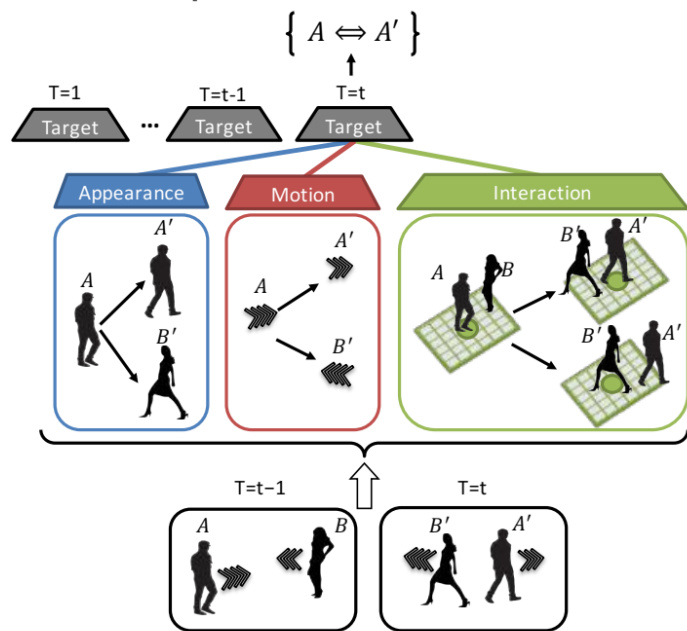 { A ⇔ A′ }
T=1 T=t-1 T=t
Target ... Target Target
Appearance Motion Interaction
A A′ B′
A A′ B′
A B B′ A′
B′ A′
T=t−1 T=t
A B B′ A′